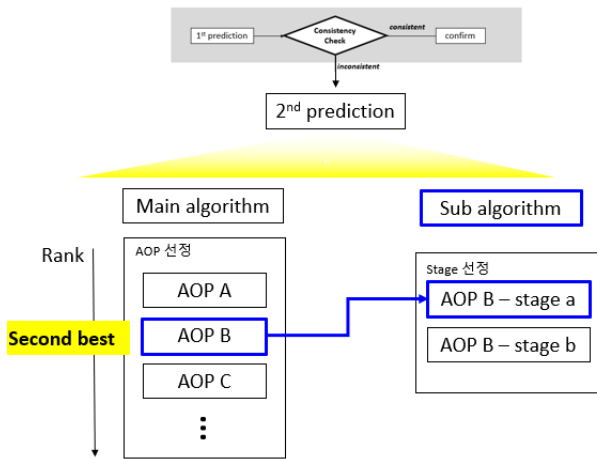 1st prediction
Consistency
Check
consistent
confirm
inconsistent
2nd prediction
Main algorithm
Sub algorithm
Rank
AOP 선정
AOP A
Second best
AOP B
AOP C
Stage 선정
AOP B – stage a
AOP B – stage b